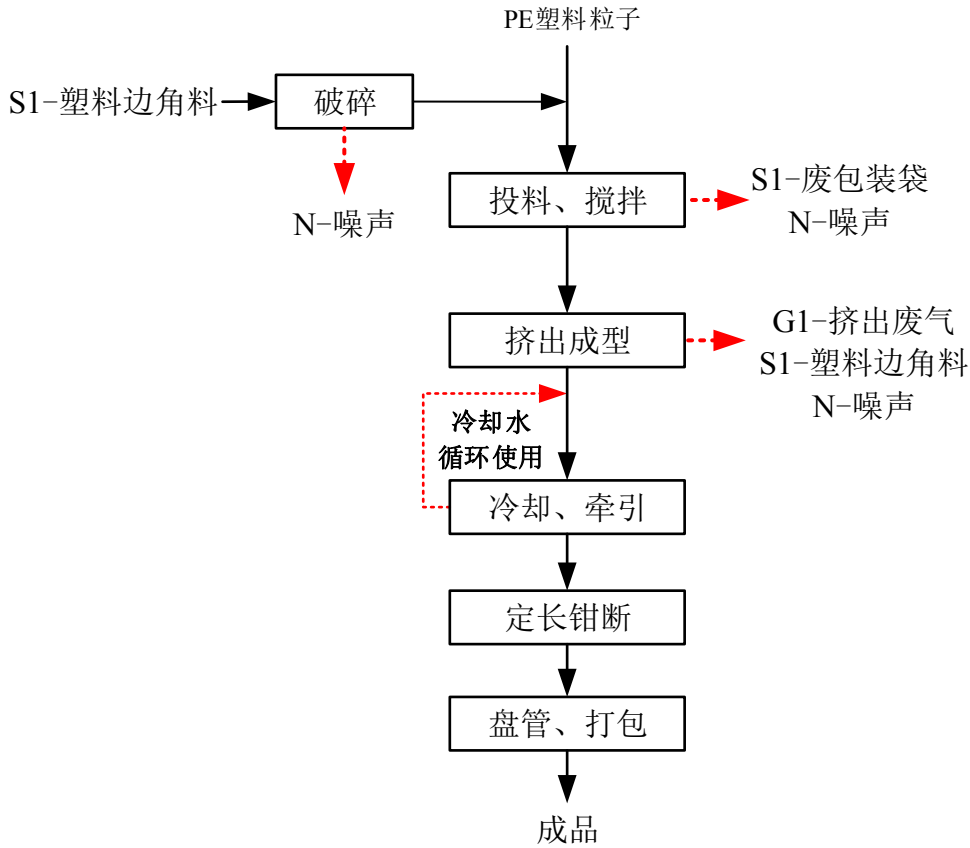 PE塑料粒子
S1-塑料边角料
破碎
N-噪声
投料、搅拌
S1-废包装袋
N-噪声
挤出成型
G1-挤出废气
S1-塑料边角料
N-噪声
冷却水
循环使用
冷却、牵引
定长钳断
盘管、打包
成品